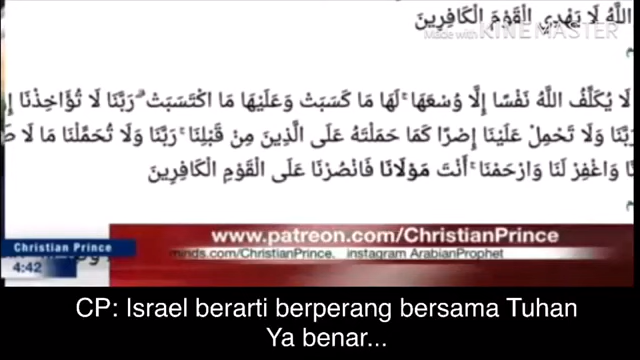 اللَّهُ لَا يَهْدِي الْقَوْمَ الْكَافِرِينَ
Made with KINEMASTER
لَا يُكَلِّفُ اللَّهُ نَفْسًا إِلَّا وُسْعَهَا ۚ لَهَا مَا كَسَبَتْ وَعَلَيْهَا مَا اكْتَسَبَتْ ۗ رَبَّنَا لَا تُؤَاخِذْنَا
رَبَّنَا وَلَا تَحْمِلْ عَلَيْنَا إِصْرًا كَمَا حَمَلْتَهُ عَلَى الَّذِينَ مِنْ قَبْلِنَا ۚ رَبَّنَا وَلَا تُحَمِّلْنَا مَا لَا
وَاغْفِرْ لَنَا وَارْحَمْنَا ۚ أَنْتَ مَوْلَانَا فَانْصُرْنَا عَلَى الْقَوْمِ الْكَافِرِينَ
www.patreon.com/ChristianPrince
Christian Prince
minds.com/ChristianPrince. instagram ArabianProphet
4:42
CP: Israel berarti berperang bersama Tuhan
Ya benar...